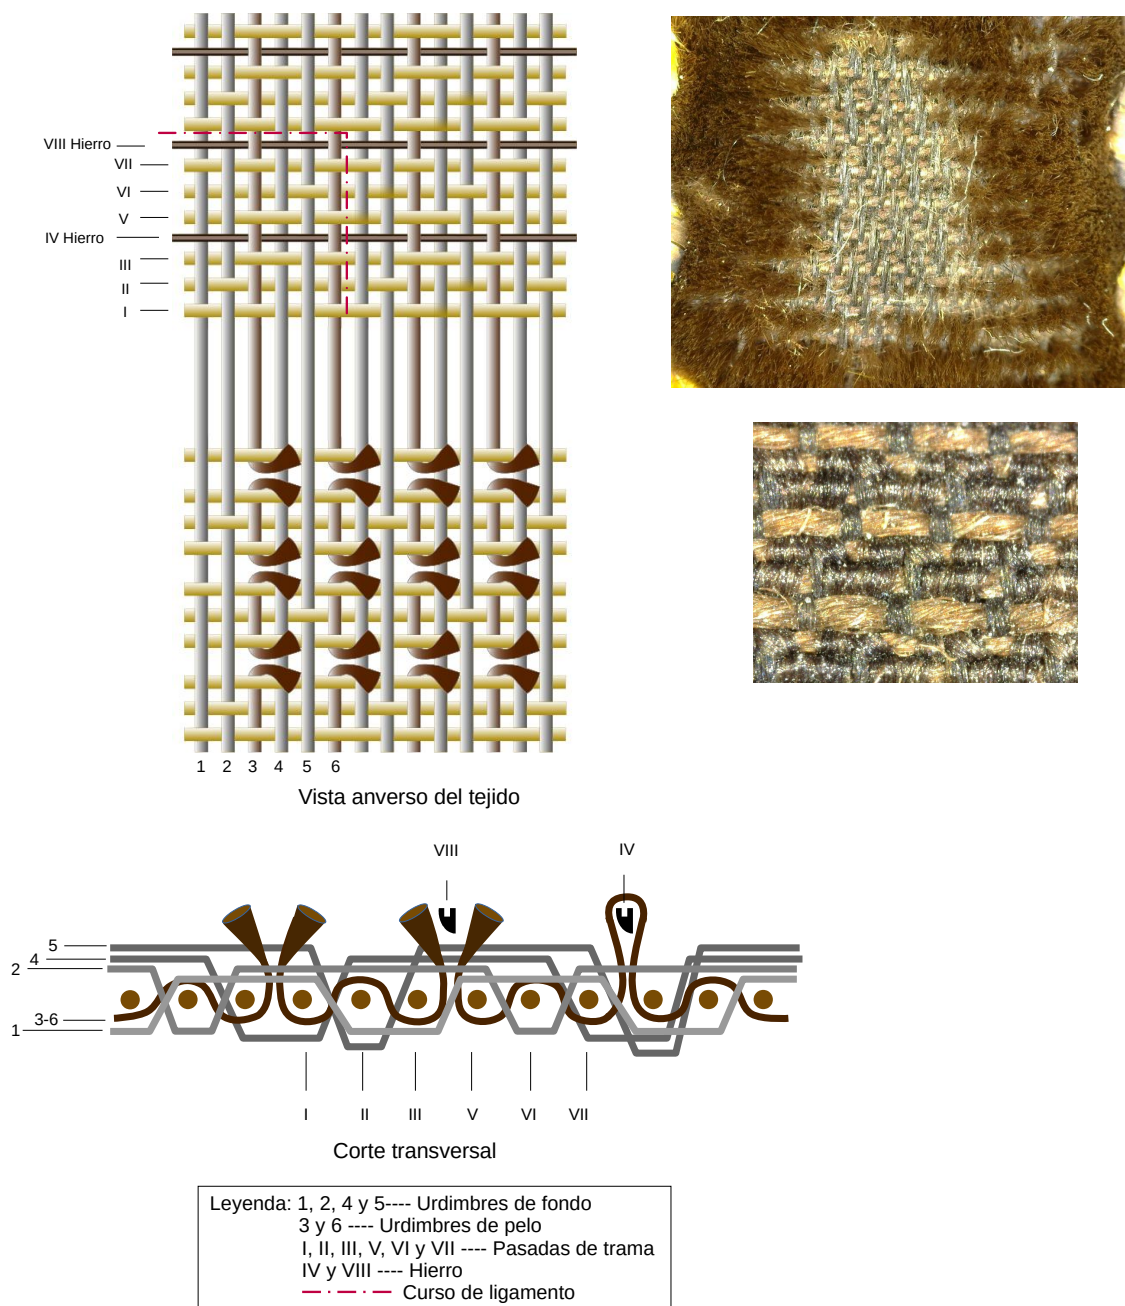 VIII Hierro
VII
VI
V
IV Hierro
III
II
I
1 2 3 4 5 6
Vista anverso del tejido
VIII IV
5
4
2
3-6
1
I II III V VI VII
Corte transversal
Leyenda: 1, 2, 4 y 5---- Urdimbres de fondo
3 y 6 ---- Urdimbres de pelo
I, II, III, V, VI y VII ---- Pasadas de trama
IV y VIII ---- Hierro
Curso de ligamento